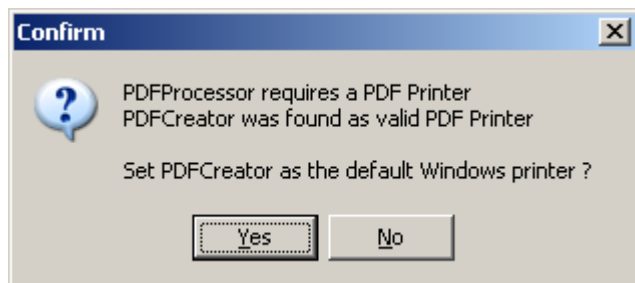 Confirm
PDFProcessor requires a PDF Printer
PDFCreator was found as valid PDF Printer
Set PDFCreator as the default Windows printer ?
Yes
No